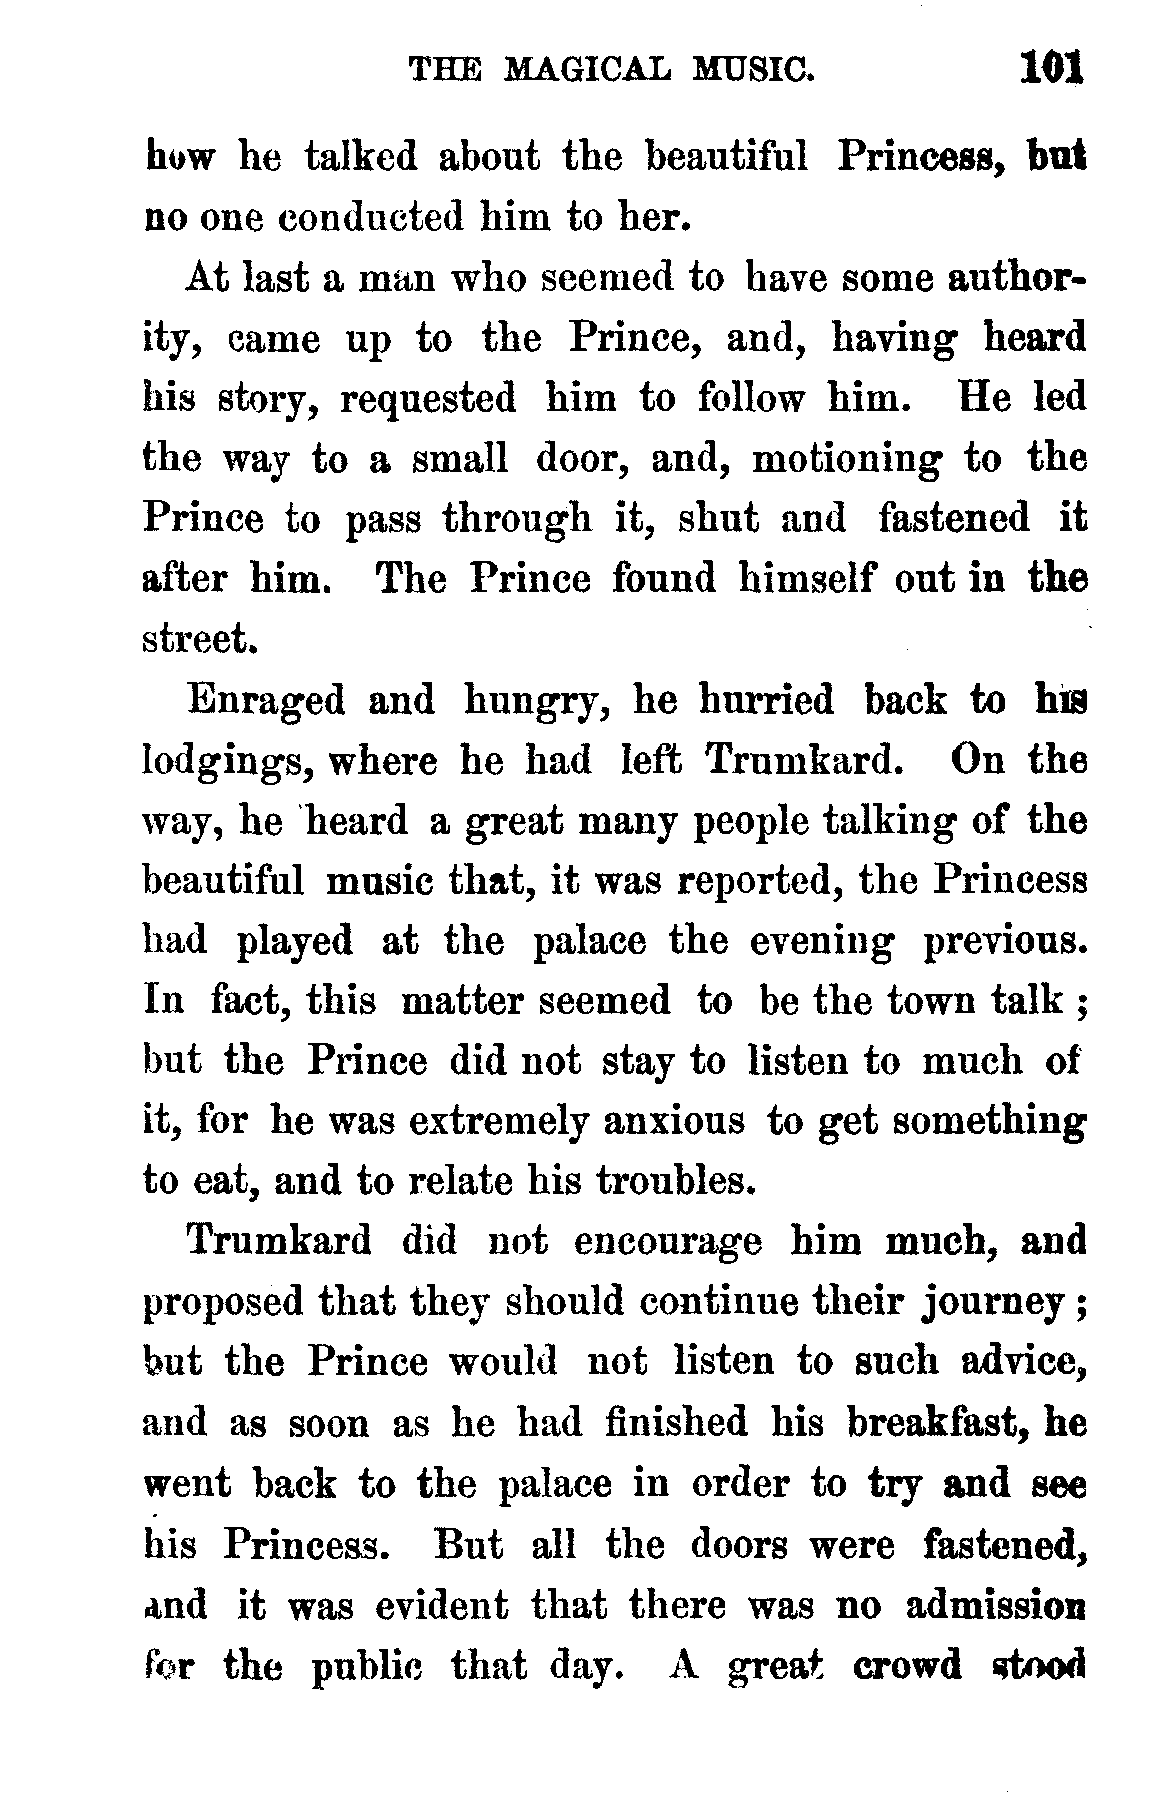 THE MAGICAL MUSIC. 101
how he talked about the beautiful Princess, but
no one conducted him to her.
At last a man who seemed to have some author-
ity, came up to the Prince, and, having heard
his story, requested him to follow him. He led
the way to a small door, and, motioning to the
Prince to pass through it, shut and fastened it
after him. The Prince found himself out in the
street.
Enraged and hungry, he hurried back to his
lodgings, where he had left Trumkard. On the
way, he heard a great many people talking of the
beautiful music that, it was reported, the Princess
had played at the palace the evening previous.
In fact, this matter seemed to be the town talk ;
but the Prince did not stay to listen to much of
it, for he was extremely anxious to get something
to eat, and to relate his troubles.
Trumkard did not encourage him much, and
proposed that they should continue their journey ;
but the Prince would not listen to such advice,
and as soon as he had finished his breakfast, he
went back to the palace in order to try and see
his Princess. But all the doors were fastened,
and it was evident that there was no admission
for the public that day. A great crowd stood